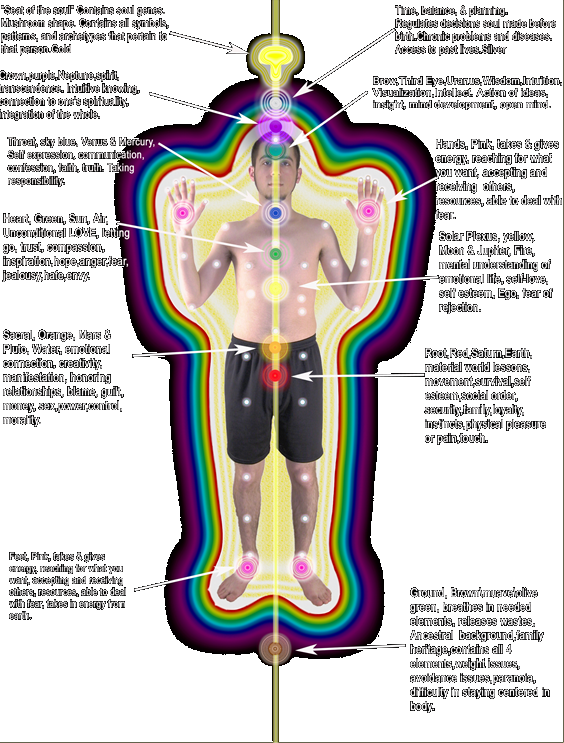 "Seat of the soul" Contains soul genes.
Mushroom shape. Contains all symbols,
patterns, and archetypes that pertain to
that person.Gold
Time, balance, & planning.
Regulates decisions soul made before
birth.Chronic problems and diseases.
Access to past lives.Silver
Crown,purple,Neptune,spirit,
transcendence. Intuitive knowing,
connection to one's spirituality,
integration of the whole.
Brow,Third Eye,Uranus,Wisdom,Intuition,
Visualization,Intellect. Action of ideas,
insight, mind development, open mind.
Throat, sky blue, Venus & Mercury,
Self expression, communication,
confession, faith, truth. Taking
responsibility.
Hands, Pink, takes & gives
energy, reaching for what
you want, accepting and
receiving others,
resources, able to deal with
fear.
Heart, Green, Sun, Air,
Unconditional LOVE, letting
go, trust, compassion,
inspiration,hope,anger,fear,
jealousy,hate,envy.
Solar Plexus, yellow,
Moon & Jupiter, Fire,
mental understanding of
emotional life, self-love,
self esteem, Ego, fear of
rejection.
Sacral, Orange, Mars &
Pluto, Water, emotional
connection, creativity,
manifestation, honoring
relationships, blame, guilt,
money, sex,power,control,
morality.
Root,Red,Saturn,Earth,
material world lessons,
movement,survival,self
esteem,social order,
security,family,loyalty,
instincts,physical pleasure
or pain,touch.
Feet, Pink, takes & gives
energy, reaching for what you
want, accepting and receiving
others, resources, able to deal
with fear, takes in energy from
earth.
Ground, Brown,mauve/olive
green, breathes in needed
elements, releases wastes,
Ancestral background,family
heritage,contains all 4
elements,weight issues,
avoidance issues,paranoia,
difficulty in staying centered in
body.